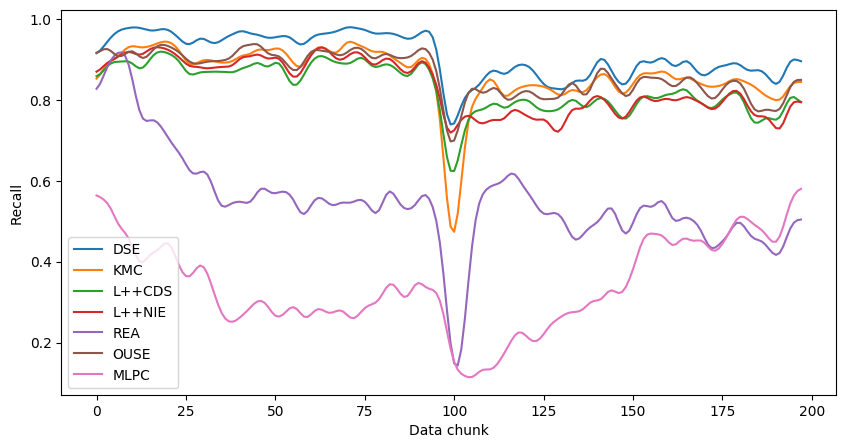 1.0
0.8
0.6
0.4
0.2
Recall
DSE
KMC
L++CDS
L++NIE
REA
OUSE
MLPC
0 25 50 75 100 125 150 175 200
Data chunk